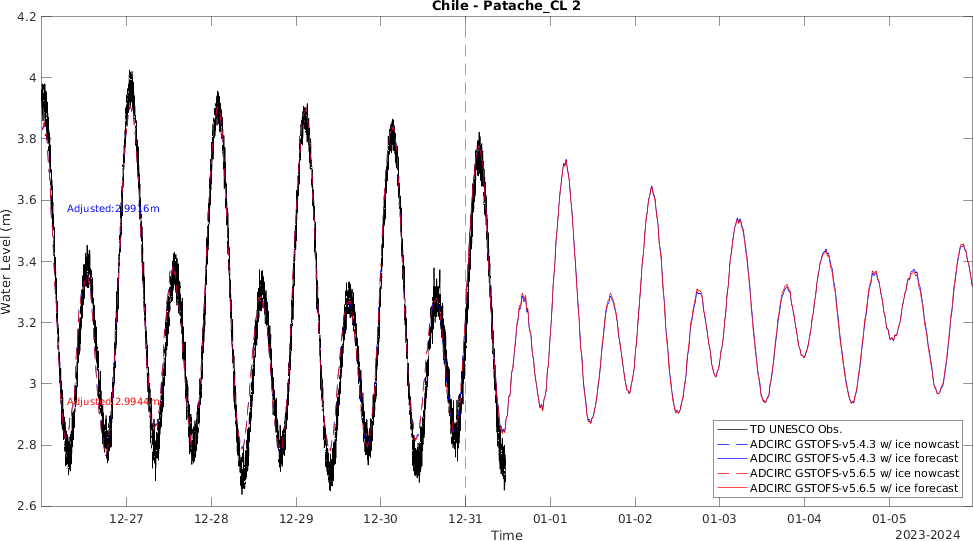 Chile - Patache_CL 2
4.2
4
3.8
3.6
3.4
3.2
3
2.8
2.6
Water Level (m)
Adjusted:2.9916m
Adjusted:2.9944m
12-27
12-28
12-29
12-30
12-31
01-01
01-02
01-03
01-04
01-05
Time
2023-2024
TD UNESCO Obs.
ADCIRC GSTOFS-v5.4.3 w/ ice nowcast
ADCIRC GSTOFS-v5.4.3 w/ ice forecast
ADCIRC GSTOFS-v5.6.5 w/ ice nowcast
ADCIRC GSTOFS-v5.6.5 w/ ice forecast